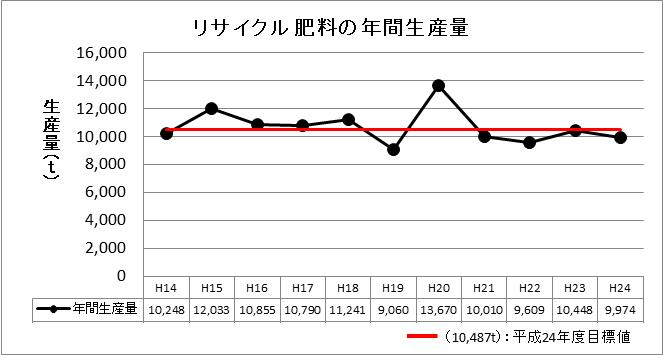 リサイクル肥料の年間生産量
生産量(t)
16,000
14,000
12,000
10,000
8,000
6,000
4,000
2,000
0
H14 H15 H16 H17 H18 H19 H20 H21 H22 H23 H24
年間生産量 10,248 12,033 10,855 10,790 11,241 9,060 13,670 10,010 9,609 10,448 9,974
(10,487t):平成24年度目標値